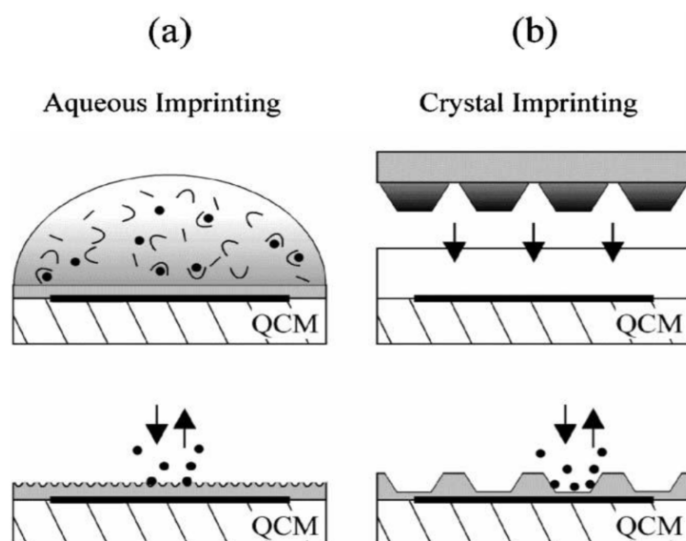 (a)
(b)
Aqueous Imprinting
Crystal Imprinting
QCM
QCM
QCM
QCM